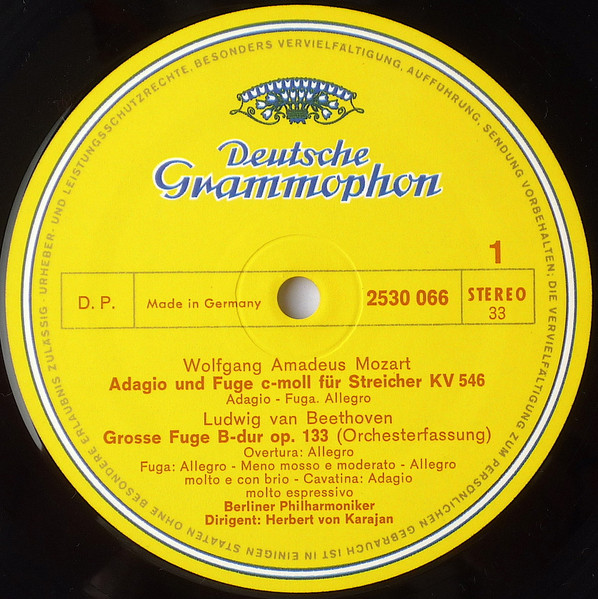 URHEBER- UND LEISTUNGSSCHUTZRECHTE, BESONDERS VERVIELFÄLTIGUNG, AUFFÜHRUNG, SENDUNG VORBEHALTEN; DIE VERVIELFÄLTIGUNG ZUM PERSÖNLICHEN GEBRAUCH IST IN EINIGEN STAATEN OHNE BESONDERE ERLAUBNIS ZULÄSSIG ·
Deutsche
Grammophon
1
D. P.
Made in Germany
2530 066
STEREO
33
Wolfgang Amadeus Mozart
Adagio und Fuge c-moll für Streicher KV 546
Adagio - Fuga. Allegro
Ludwig van Beethoven
Grosse Fuge B-dur op. 133 (Orchesterfassung)
Overtura: Allegro
Fuga: Allegro - Meno mosso e moderato - Allegro
molto e con brio - Cavatina: Adagio
molto espressivo
Berliner Philharmoniker
Dirigent: Herbert von Karajan